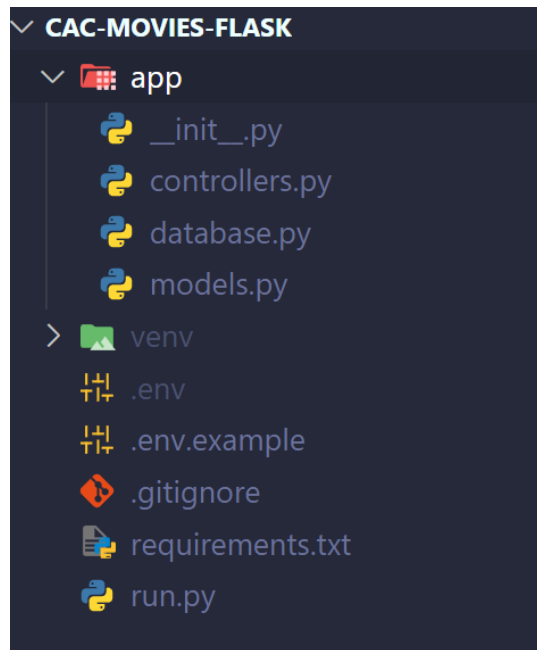 CAC-MOVIES-FLASK
app
__init__.py
controllers.py
database.py
models.py
venv
.env
.env.example
.gitignore
requirements.txt
run.py